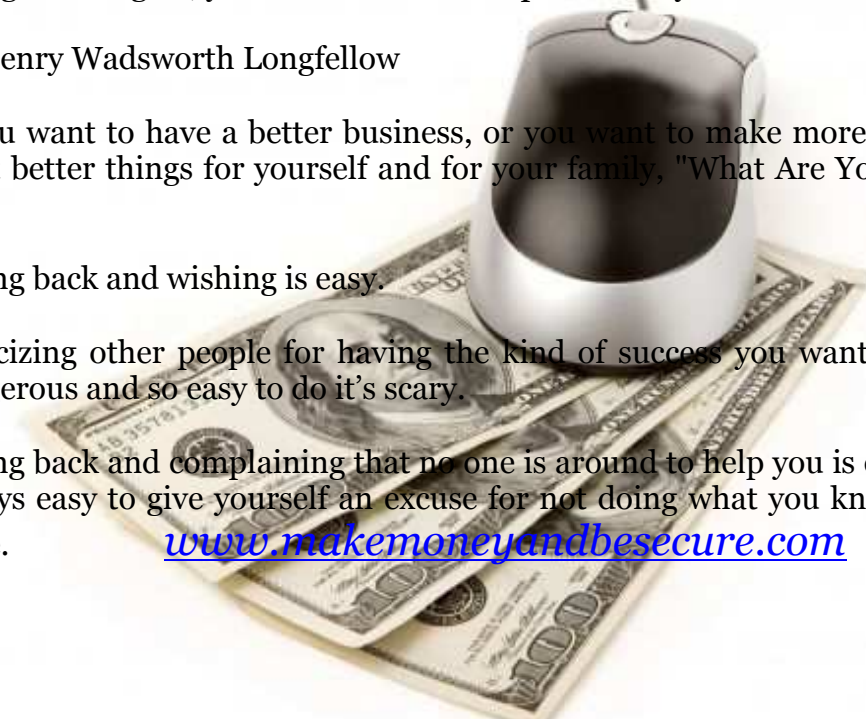 enry Wadsworth Longfellow
u want to have a better business, or you want to make more
better things for yourself and for your family, "What Are Yo
ng back and wishing is easy.
cizing other people for having the kind of success you want
erous and so easy to do it’s scary.
ng back and complaining that no one is around to help you is
ys easy to give yourself an excuse for not doing what you kn
. www.makemoneyandbesecure.com
100
100